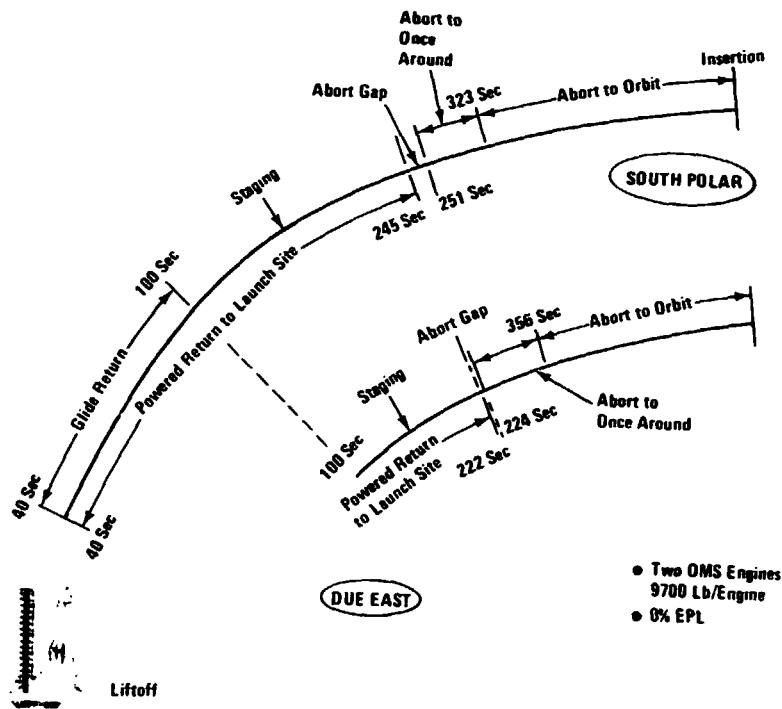 Abort to
Once
Around
Insertion
Abort Gap
323 Sec
Abort to Orbit
SOUTH POLAR
Staging
245 Sec
251 Sec
100 Sec
Glide Return
Powered Return to Launch Site
40 Sec
40 Sec
Abort Gap
356 Sec
Abort to Orbit
Staging
Abort to
Once Around
224 Sec
222 Sec
100 Sec
Powered Return
to Launch Site
DUE EAST
● Two OMS Engines
9700 Lb/Engine
● 0% EPL
Liftoff